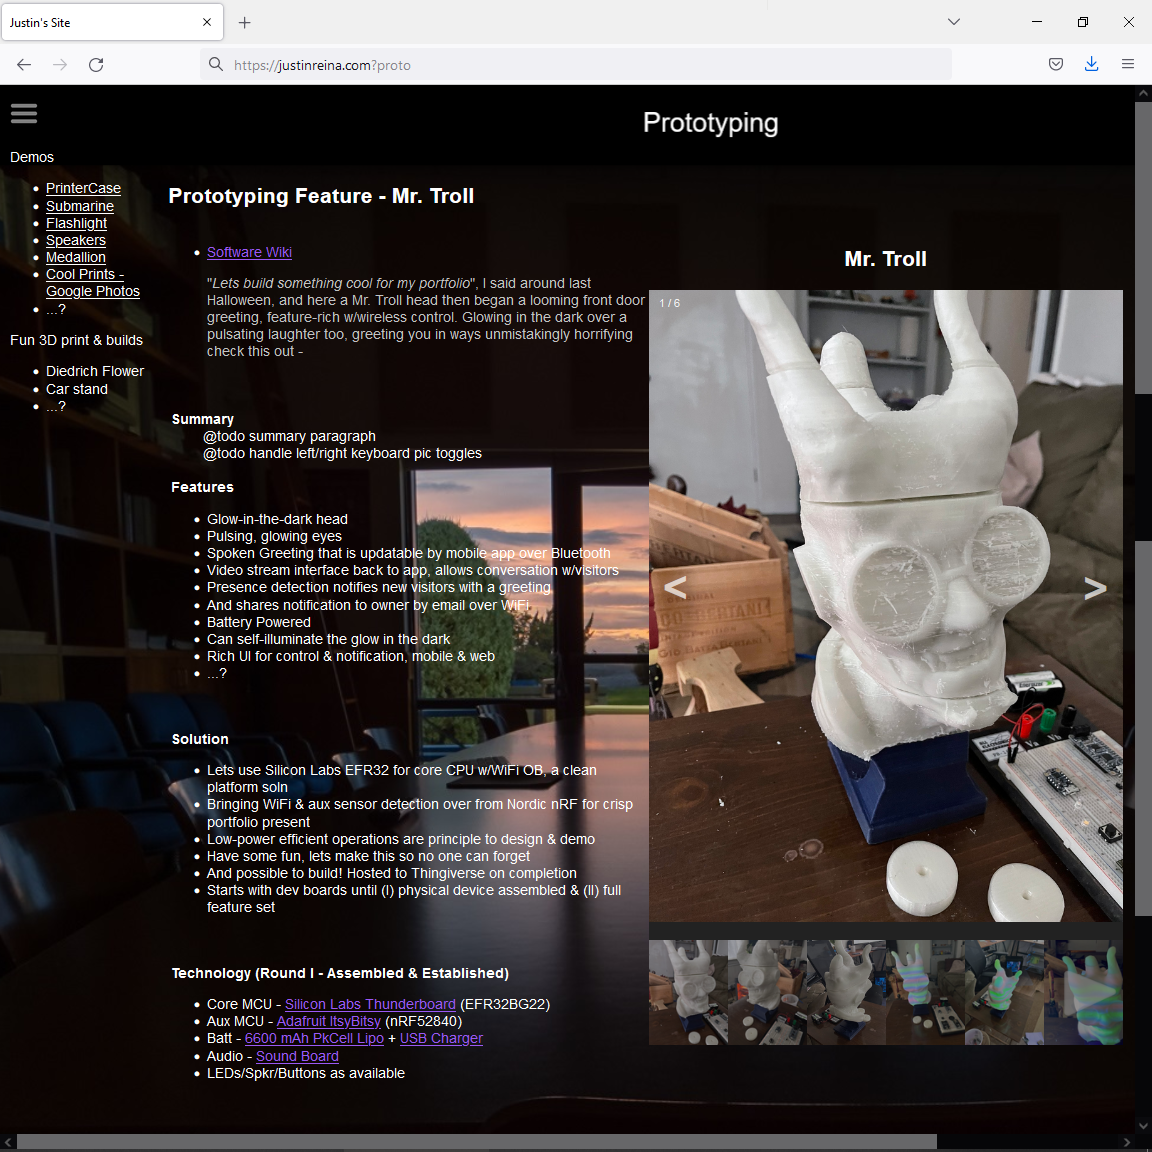 Justin's Site
https://justinreina.com?proto
Prototyping
Demos
PrinterCase
Submarine
Flashlight
Speakers
Medallion
Cool Prints -
Google Photos
...?
Fun 3D print & builds
Diedrich Flower
Car stand
...?
Prototyping Feature - Mr. Troll
Software Wiki
"Lets build something cool for my portfolio", I said around last
Halloween, and here a Mr. Troll head then began a looming front door
greeting, feature-rich w/wireless control. Glowing in the dark over a
pulsating laughter too, greeting you in ways unmistakingly horrifying
check this out -
Summary
@todo summary paragraph
@todo handle left/right keyboard pic toggles
Features
Glow-in-the-dark head
Pulsing, glowing eyes
Spoken Greeting that is updatable by mobile app over Bluetooth
Video stream interface back to app, allows conversation w/visitors
Presence detection notifies new visitors with a greeting
And shares notification to owner by email over WiFi
Battery Powered
Can self-illuminate the glow in the dark
Rich UI for control & notification, mobile & web
...?
Solution
Lets use Silicon Labs EFR32 for core CPU w/WiFi OB, a clean
platform soln
Bringing WiFi & aux sensor detection over from Nordic nRF for crisp
portfolio present
Low-power efficient operations are principle to design & demo
Have some fun, lets make this so no one can forget
And possible to build! Hosted to Thingiverse on completion
Starts with dev boards until (I) physical device assembled & (II) full
feature set
Technology (Round I - Assembled & Established)
Core MCU - Silicon Labs Thunderboard (EFR32BG22)
Aux MCU - Adafruit ItsyBitsy (nRF52840)
Batt - 6600 mAh PkCell Lipo + USB Charger
Audio - Sound Board
LEDs/Spkr/Buttons as available
Mr. Troll
1 / 6
<
>